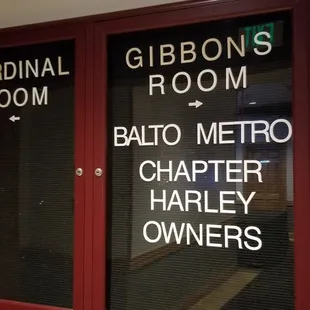 RDINAL
OOM
←
GIBBONS
ROOM
→
BALTO METRO
CHAPTER
HARLEY
OWNERS